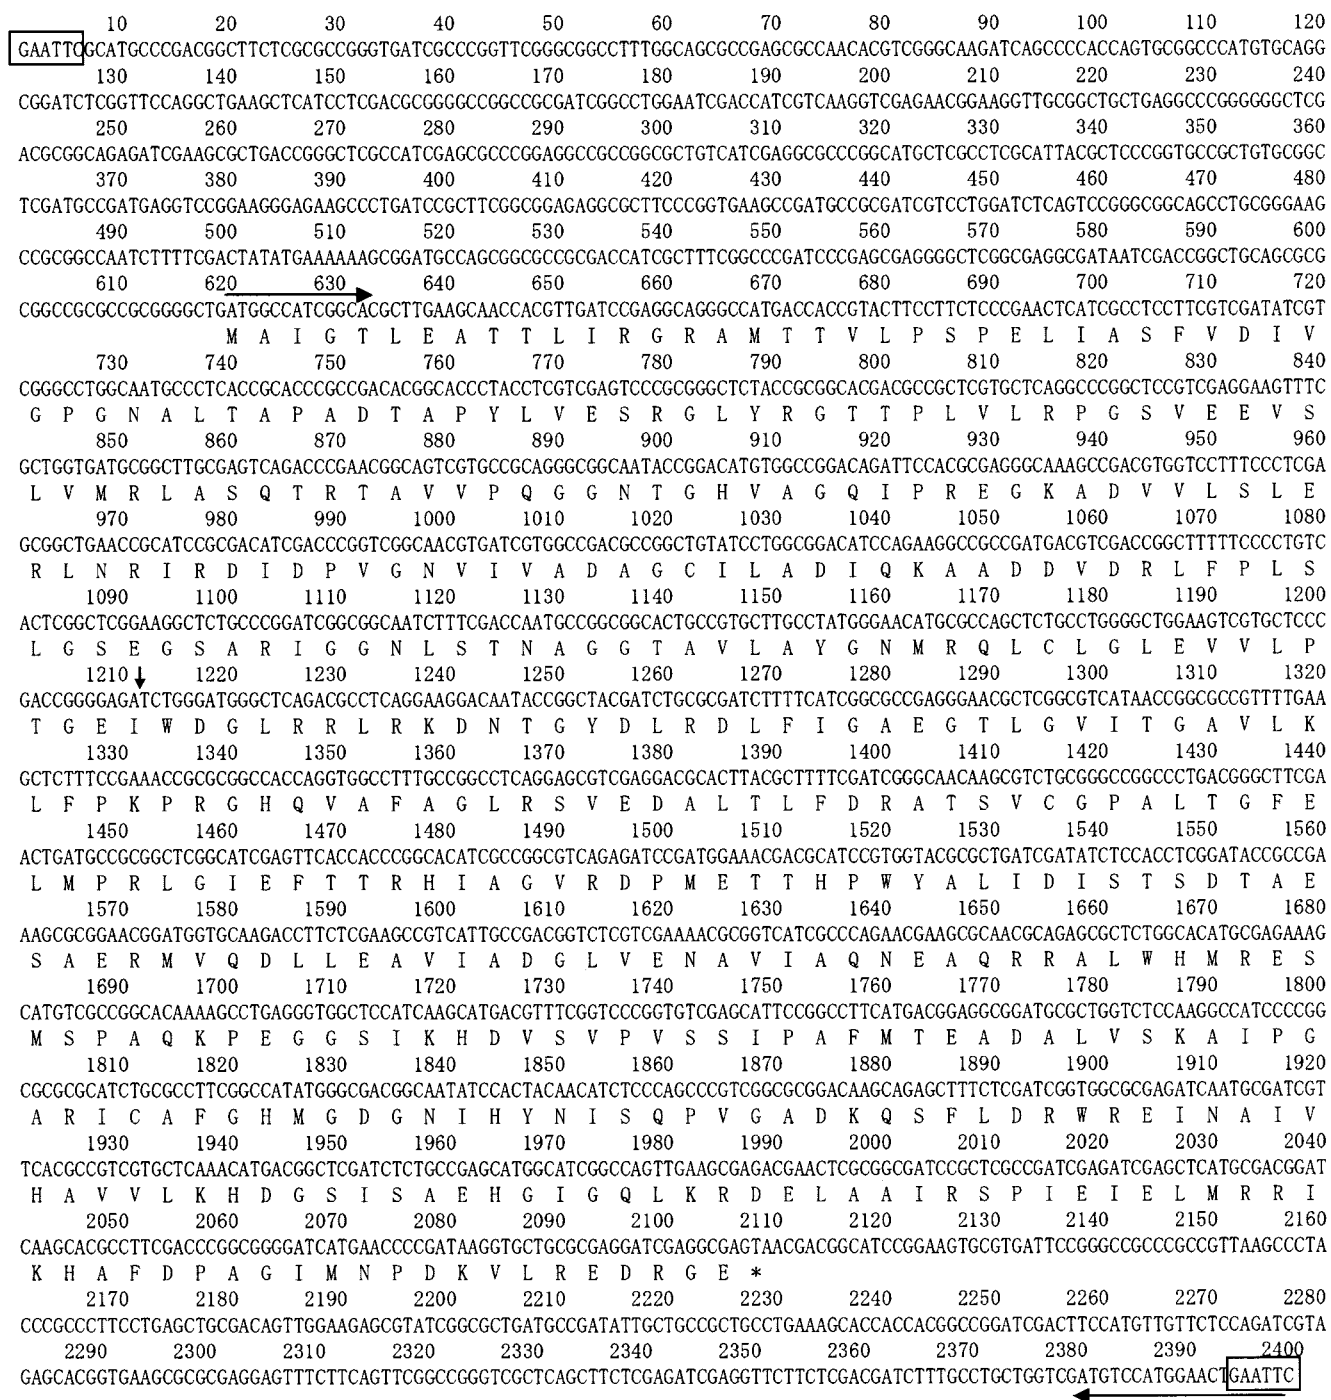 10 20 30 40 50 60 70 80 90 100 110 120
GAATTCGCATGCCCGACGGCTTCTCGCGCCGGGTGATCGCCCGGTTCGGGCGGCCTTTGGCAGCGCCGAGCGCCAACACGTCGGGCAAGATCAGCCCCACCAGTGCGGCCCATGTGCAGG
130 140 150 160 170 180 190 200 210 220 230 240
CGGATCTCGGTTCCAGGCTGAAGCTCATCCTCGACGCGGGGCCGGCCGCGATCGGCCTGGAATCGACCATCGTCAAGGTCGAGAACGGAAGGTTGCGGCTGCTGAGGCCCGGGGGGCTCG
250 260 270 280 290 300 310 320 330 340 350 360
ACGCGGCAGAGATCGAAGCGCTGACCGGGCTCGCCATCGAGCGCCCGGAGGCCGCCGGCGCTGTCATCGAGGCGCCCGGCATGCTCGCCTCGCATTACGCTCCCGGTGCCGCTGTGCGGC
370 380 390 400 410 420 430 440 450 460 470 480
TCGATGCCGATGAGGTCCGGAAGGGAGAAGCCCTGATCCGCTTCGGCGGAGAGGCGCTTCCCGGTGAAGCCGATGCCGCGATCGTCCTGGATCTCAGTCCGGGCGGCAGCCTGCGGGAAG
490 500 510 520 530 540 550 560 570 580 590 600
CCGCGGCCAATCTTTTCGACTATATGAAAAAAGCGGATGCCAGCGGCGCCGCGACCATCGCTTTCGGCCCGATCCCGAGCGAGGGGCTCGGCGAGGCGATAATCGACCGGCTGCAGCGCG
610 620 630 640 650 660 670 680 690 700 710 720
CGGCCGCGCCGCGGGGCTGATGGCCATCGGCACGCTTGAAGCAACCACGTTGATCCGAGGCAGGGCCATGACCACCGTACTTCCTTCTCCCGAACTCATCGCCTCCTTCGTCGATATCGT
M A I G T L E A T T L I R G R A M T T V L P S P E L I A S F V D I V
730 740 750 760 770 780 790 800 810 820 830 840
CGGGCCTGGCAATGCCCTCACCGCACCCGCCGACACGGCACCCTACCTCGTCGAGTCCCGCGGGCTCTACCGCGGCACGACGCCGCTCGTGCTCAGGCCCGGCTCCGTCGAGGAAGTTTC
G P G N A L T A P A D T A P Y L V E S R G L Y R G T T P L V L R P G S V E E V S
850 860 870 880 890 900 910 920 930 940 950 960
GCTGGTGATGCGGCTTGCGAGTCAGACCCGAACGGCAGTCGTGCCGCAGGGCGGCAATACCGGACATGTGGCCGGACAGATTCCACGCGAGGGCAAAGCCGACGTGGTCCTTTCCCTCGA
L V M R L A S Q T R T A V V P Q G G N T G H V A G Q I P R E G K A D V V L S L E
970 980 990 1000 1010 1020 1030 1040 1050 1060 1070 1080
GCGGCTGAACCGCATCCGCGACATCGACCCGGTCGGCAACGTGATCGTGGCCGACGCCGGCTGTATCCTGGCGGACATCCAGAAGGCCGCCGATGACGTCGACCGGCTTTTTCCCCTGTC
R L N R I R D I D P V G N V I V A D A G C I L A D I Q K A A D D V D R L F P L S
1090 1100 1110 1120 1130 1140 1150 1160 1170 1180 1190 1200
ACTCGGCTCGGAAGGCTCTGCCCGGATCGGCGGCAATCTTTCGACCAATGCCGGCGGCACTGCCGTGCTTGCCTATGGGAACATGCGCCAGCTCTGCCTGGGGCTGGAAGTCGTGCTCCC
L G S E G S A R I G G N L S T N A G G T A V L A Y G N M R Q L C L G L E V V L P
1210 1220 1230 1240 1250 1260 1270 1280 1290 1300 1310 1320
GACCGGGGAGATCTGGGATGGGCTCAGACGCCTCAGGAAGGACAATACCGGCTACGATCTGCGCGATCTTTTCATCGGCGCCGAGGGAACGCTCGGCGTCATAACCGGCGCCGTTTTGAA
T G E I W D G L R R L R K D N T G Y D L R D L F I G A E G T L G V I T G A V L K
1330 1340 1350 1360 1370 1380 1390 1400 1410 1420 1430 1440
GCTCTTTCCGAAACCGCGCGGCCACCAGGTGGCCTTTGCCGGCCTCAGGAGCGTCGAGGACGCACTTACGCTTTTCGATCGGGCAACAAGCGTCTGCGGGCCGGCCCTGACGGGCTTCGA
L F P K P R G H Q V A F A G L R S V E D A L T L F D R A T S V C G P A L T G F E
1450 1460 1470 1480 1490 1500 1510 1520 1530 1540 1550 1560
ACTGATGCCGCGGCTCGGCATCGAGTTCACCACCCGGCACATCGCCGGCGTCAGAGATCCGATGGAAACGACGCATCCGTGGTACGCGCTGATCGATATCTCCACCTCGGATACCGCCGA
L M P R L G I E F T T R H I A G V R D P M E T T H P W Y A L I D I S T S D T A E
1570 1580 1590 1600 1610 1620 1630 1640 1650 1660 1670 1680
AAGCGCGGAACGGATGGTGCAAGACCTTCTCGAAGCCGTCATTGCCGACGGTCTCGTCGAAAACGCGGTCATCGCCCAGAACGAAGCGCAACGCAGAGCGCTCTGGCACATGCGAGAAAG
S A E R M V Q D L L E A V I A D G L V E N A V I A Q N E A Q R R A L W H M R E S
1690 1700 1710 1720 1730 1740 1750 1760 1770 1780 1790 1800
CATGTCGCCGGCACAAAAGCCTGAGGGTGGCTCCATCAAGCATGACGTTTCGGTCCCGGTGTCGAGCATTCCGGCCTTCATGACGGAGGCGGATGCGCTGGTCTCCAAGGCCATCCCCGG
M S P A Q K P E G G S I K H D V S V P V S S I P A F M T E A D A L V S K A I P G
1810 1820 1830 1840 1850 1860 1870 1880 1890 1900 1910 1920
CGCGCGCATCTGCGCCTTCGGCCATATGGGCGACGGCAATATCCACTACAACATCTCCCAGCCCGTCGGCGCGGACAAGCAGAGCTTTCTCGATCGGTGGCGCGAGATCAATGCGATCGT
A R I C A F G H M G D G N I H Y N I S Q P V G A D K Q S F L D R W R E I N A I V
1930 1940 1950 1960 1970 1980 1990 2000 2010 2020 2030 2040
TCACGCCGTCGTGCTCAAACATGACGGCTCGATCTCTGCCGAGCATGGCATCGGCCAGTTGAAGCGAGACGAACTCGCGGCGATCCGCTCGCCGATCGAGATCGAGCTCATGCGACGGAT
H A V V L K H D G S I S A E H G I G Q L K R D E L A A I R S P I E I E L M R R I
2050 2060 2070 2080 2090 2100 2110 2120 2130 2140 2150 2160
CAAGCACGCCTTCGACCCGGCGGGGATCATGAACCCCGATAAGGTGCTGCGCGAGGATCGAGGCGAGTAACGACGGCATCCGGAAGTGCGTGATTCCGGGCCGCCCGCCGTTAAGCCCTA
K H A F D P A G I M N P D K V L R E D R G E *
2170 2180 2190 2200 2210 2220 2230 2240 2250 2260 2270 2280
CCCGCCCTTCCTGAGCTGCGACAGTTGGAAGAGCGTATCGGCGCTGATGCCGATATTGCTGCCGCTGCCTGAAAGCACCACCACGGCCGGATCGACTTCCATGTTGTTCTCCAGATCGTA
2290 2300 2310 2320 2330 2340 2350 2360 2370 2380 2390 2400
GAGCACGGTGAAGCGCGCGAGGAGTTTCTTCAGTTCGGCCGGGTCGCTCAGCTTCTCGAGATCGAGGTTCTTCTCGACGATCTTTGCCTGCTGGTCGATGTCCATGGAACTGAATTC